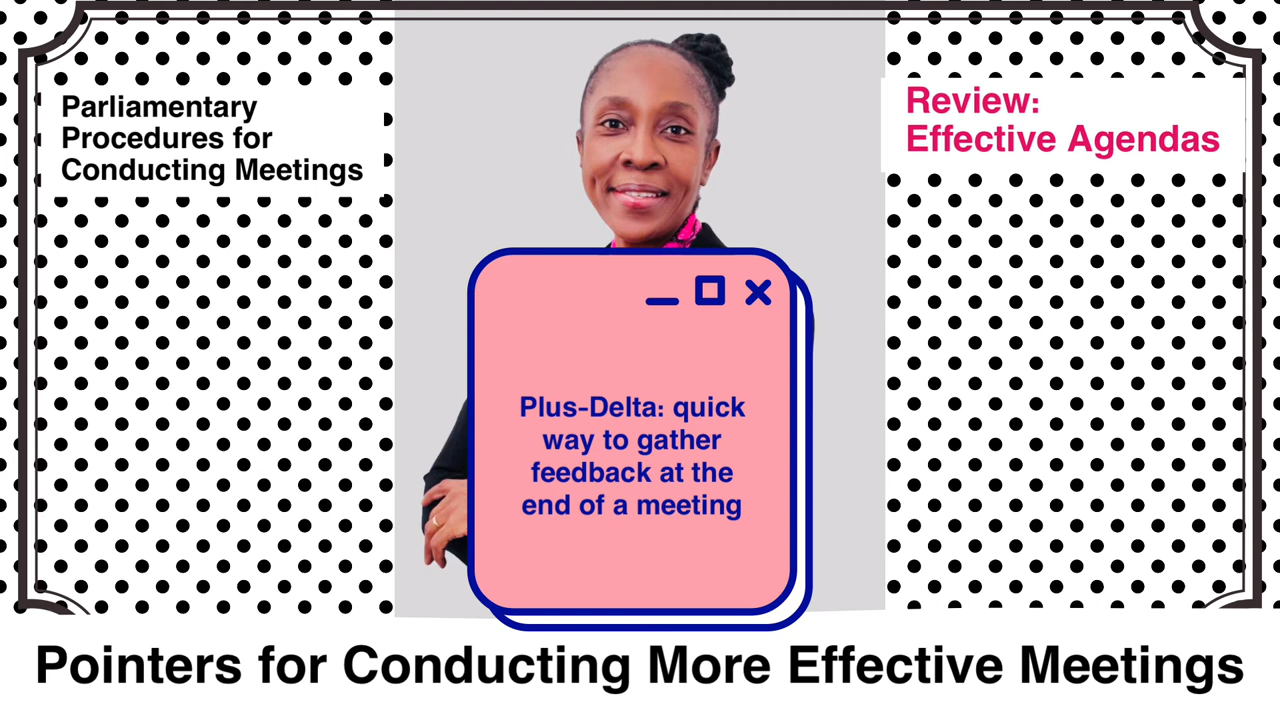 Parliamentary
Procedures for
Conducting Meetings
Review:
Effective Agendas
Plus-Delta: quick
way to gather
feedback at the
end of a meeting
Pointers for Conducting More Effective Meetings